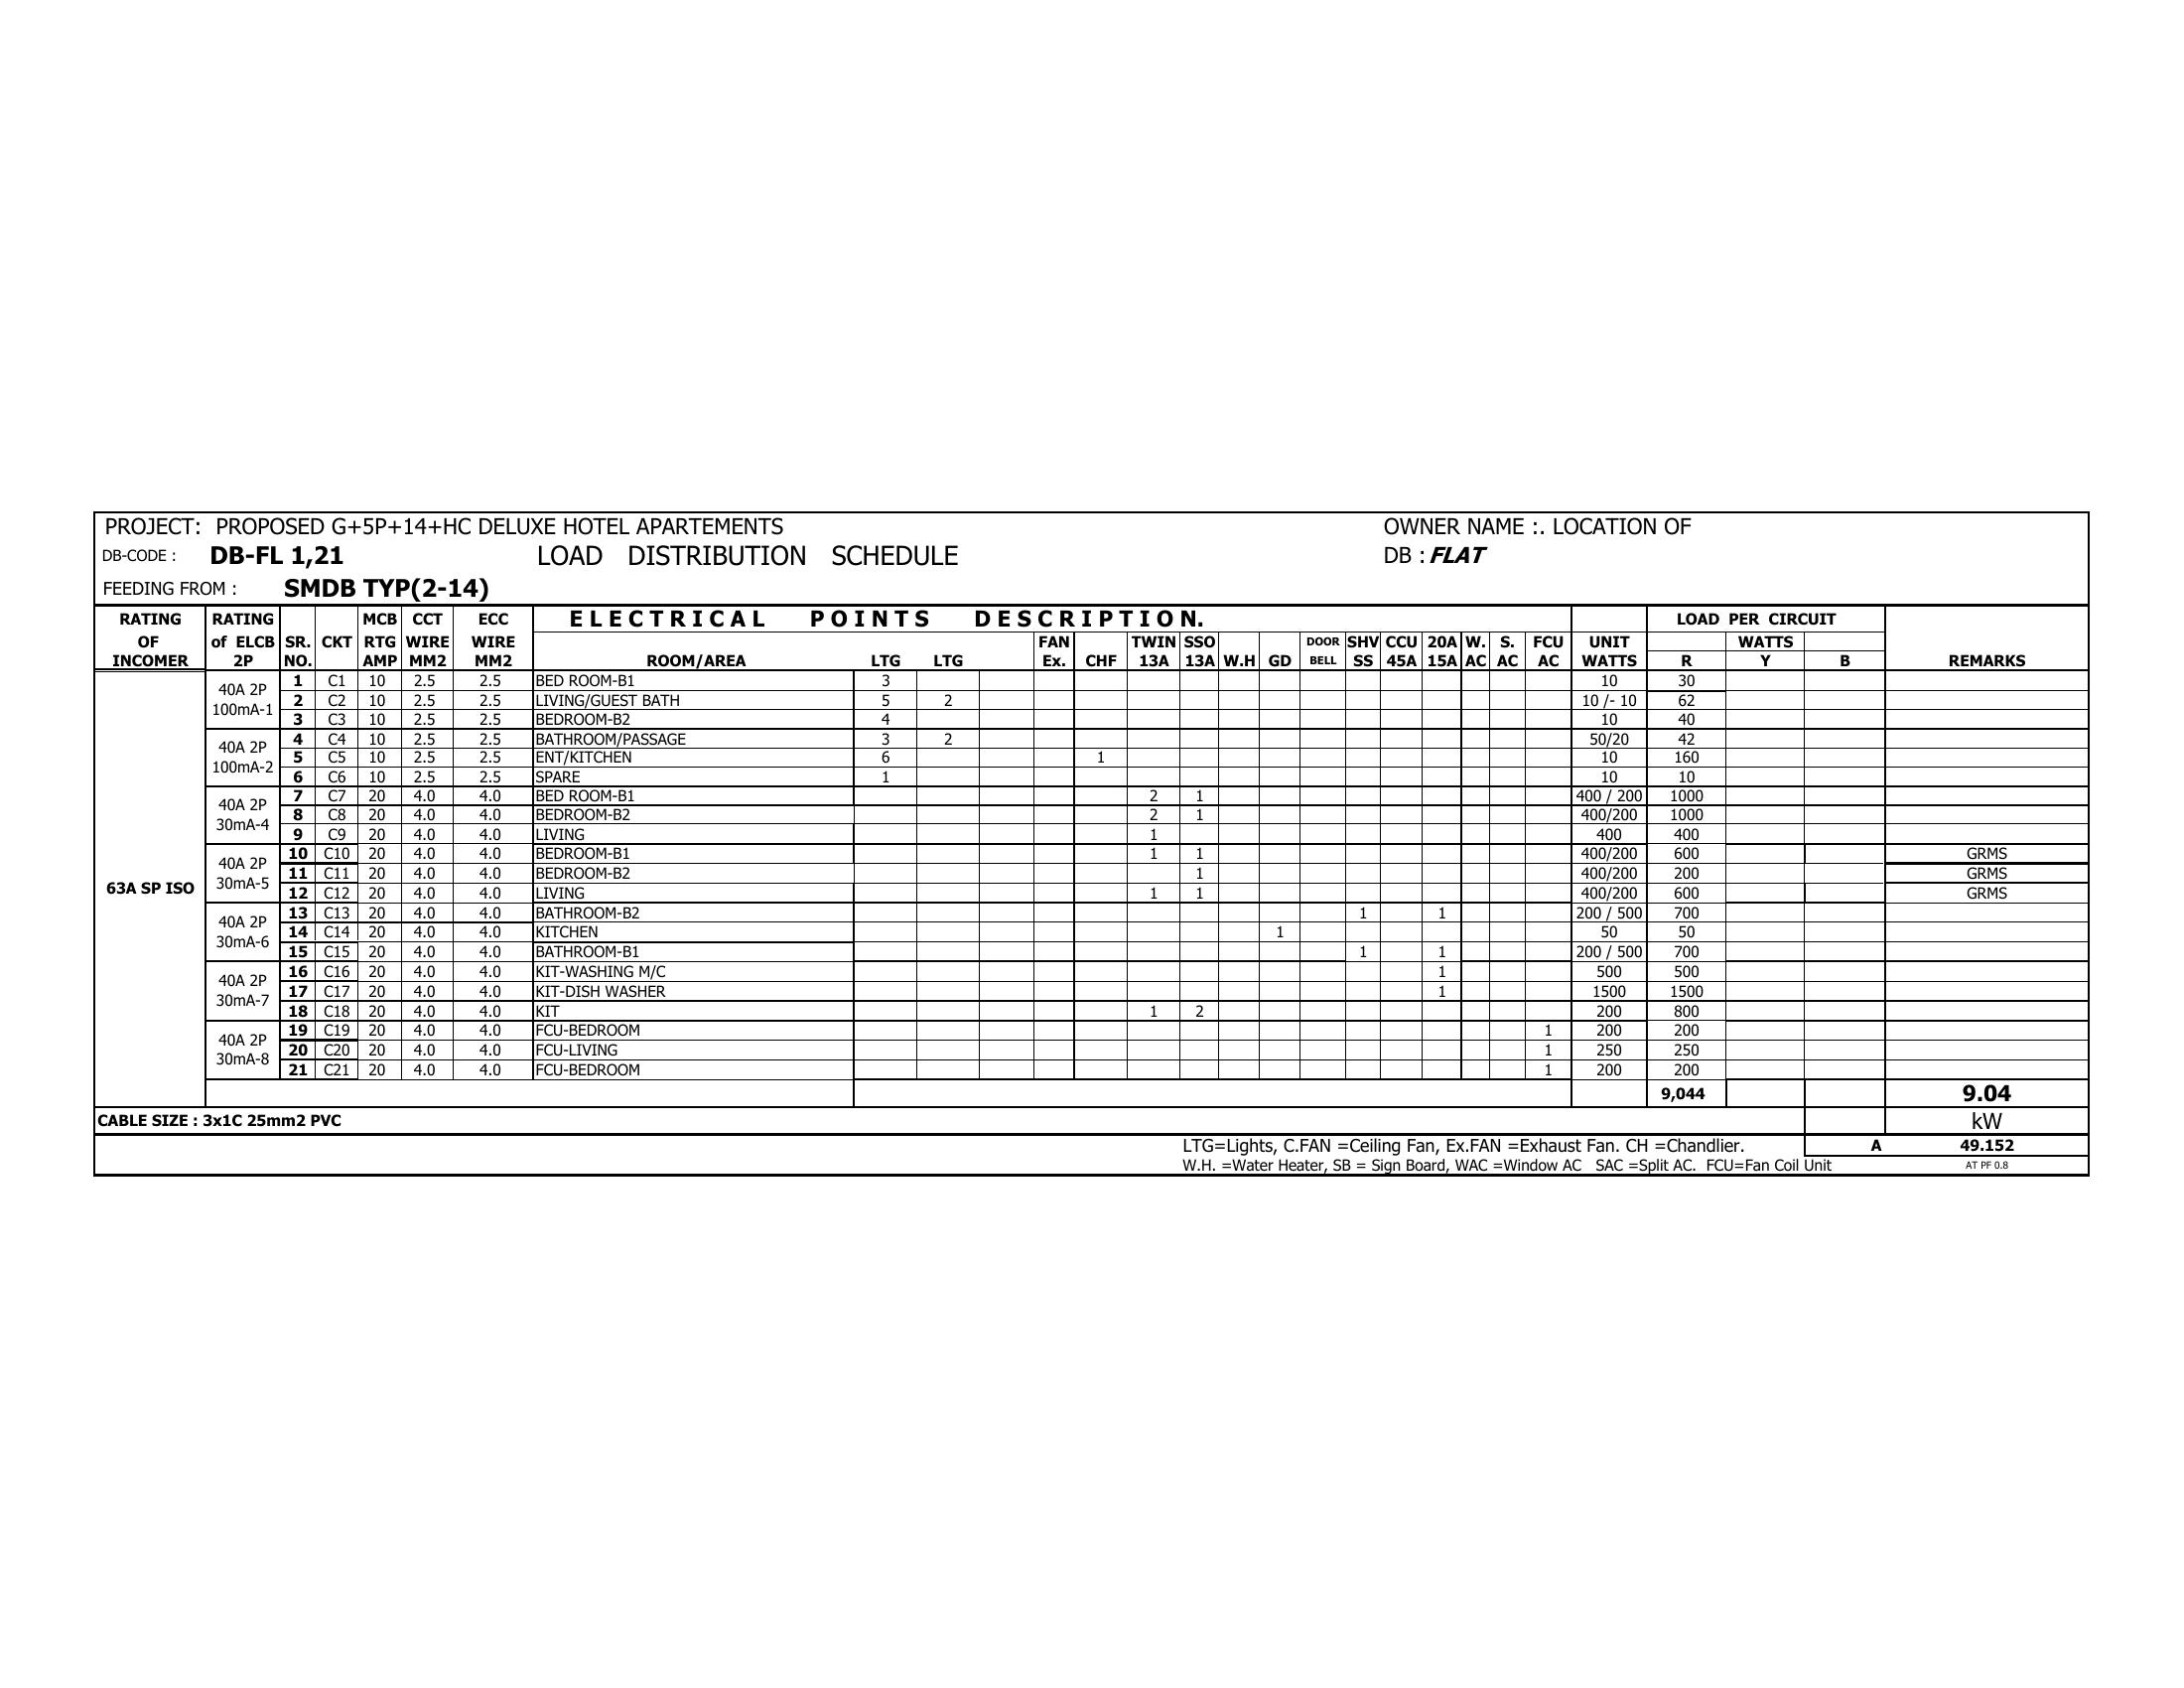 PROJECT: PROPOSED G+5P+14+HC DELUXE HOTEL APARTEMENTS OWNER NAME :. LOCATION OF
DB-CODE : DB-FL 1,21 LOAD DISTRIBUTION SCHEDULE DB : FLAT
FEEDING FROM : SMDB TYP(2-14)
RATING RATING MCB CCT ECC ELECTRICAL POINTS DESCRIPTION. LOAD PER CIRCUIT
OF of ELCB SR. CKT RTG WIRE WIRE FAN TWIN SSO DOOR SHV CCU 20A W. S. FCU UNIT WATTS
INCOMER 2P NO. AMP MM2 MM2 ROOM/AREA LTG LTG Ex. CHF 13A 13A W.H GD BELL SS 45A 15A AC AC AC WATTS R Y B REMARKS
63A SP ISO
40A 2P 100mA-1
1 C1 10 2.5 2.5 BED ROOM-B1 3 10 30
2 C2 10 2.5 2.5 LIVING/GUEST BATH 5 2 10 /- 10 62
3 C3 10 2.5 2.5 BEDROOM-B2 4 10 40
40A 2P 100mA-2
4 C4 10 2.5 2.5 BATHROOM/PASSAGE 3 2 50/20 42
5 C5 10 2.5 2.5 ENT/KITCHEN 6 1 10 160
6 C6 10 2.5 2.5 SPARE 1 10 10
40A 2P 30mA-4
7 C7 20 4.0 4.0 BED ROOM-B1 2 1 400 / 200 1000
8 C8 20 4.0 4.0 BEDROOM-B2 2 1 400/200 1000
9 C9 20 4.0 4.0 LIVING 1 400 400
40A 2P 30mA-5
10 C10 20 4.0 4.0 BEDROOM-B1 1 1 400/200 600 GRMS
11 C11 20 4.0 4.0 BEDROOM-B2 1 400/200 200 GRMS
12 C12 20 4.0 4.0 LIVING 1 1 400/200 600 GRMS
40A 2P 30mA-6
13 C13 20 4.0 4.0 BATHROOM-B2 1 1 200 / 500 700
14 C14 20 4.0 4.0 KITCHEN 1 50 50
15 C15 20 4.0 4.0 BATHROOM-B1 1 1 200 / 500 700
40A 2P 30mA-7
16 C16 20 4.0 4.0 KIT-WASHING M/C 1 500 500
17 C17 20 4.0 4.0 KIT-DISH WASHER 1 1500 1500
18 C18 20 4.0 4.0 KIT 1 2 200 800
40A 2P 30mA-8
19 C19 20 4.0 4.0 FCU-BEDROOM 1 200 200
20 C20 20 4.0 4.0 FCU-LIVING 1 250 250
21 C21 20 4.0 4.0 FCU-BEDROOM 1 200 200
9,044 9.04
CABLE SIZE : 3x1C 25mm2 PVC kW
LTG=Lights, C.FAN =Ceiling Fan, Ex.FAN =Exhaust Fan. CH =Chandlier. A 49.152
W.H. =Water Heater, SB = Sign Board, WAC =Window AC SAC =Split AC. FCU=Fan Coil Unit AT PF 0.8